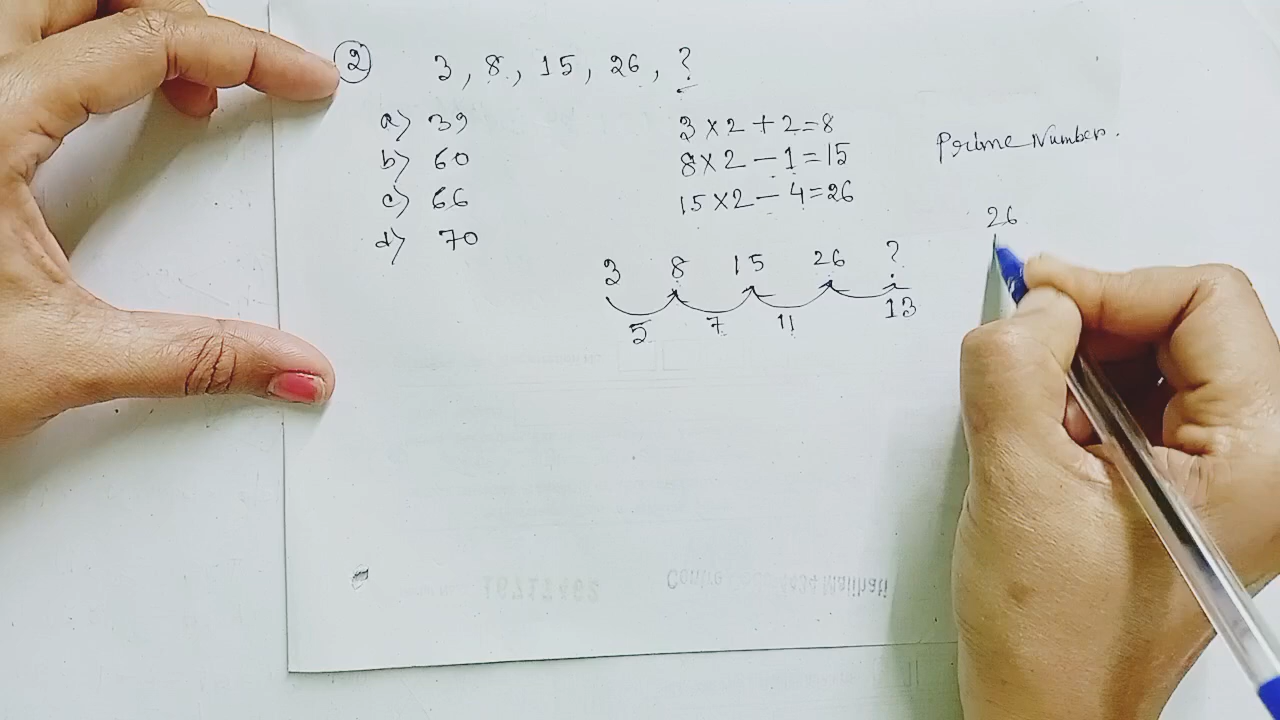 ② 3, 8, 15, 26, ?
a) 39
b) 60
c) 66
d) 70
3 × 2 + 2 = 8
8 × 2 − 1 = 15
15 × 2 − 4 = 26
3 8 15 26 ?
5 7 11 13
Prime Number.
26